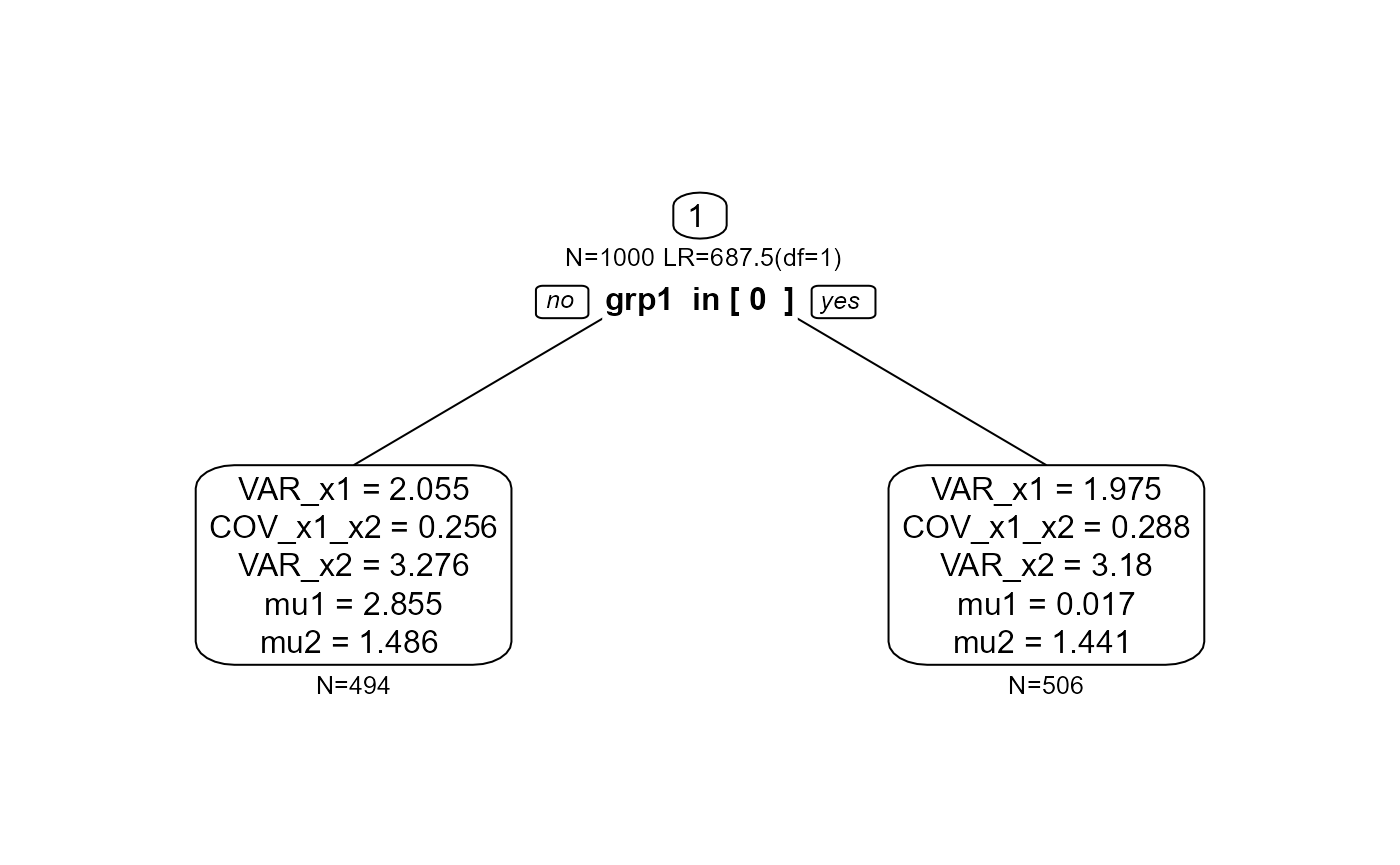 1
N=1000 LR=687.5(df=1)
no grp1 in [ 0 ] yes
VAR_x1 = 2.055
COV_x1_x2 = 0.256
VAR_x2 = 3.276
mu1 = 2.855
mu2 = 1.486
N=494
VAR_x1 = 1.975
COV_x1_x2 = 0.288
VAR_x2 = 3.18
mu1 = 0.017
mu2 = 1.441
N=506